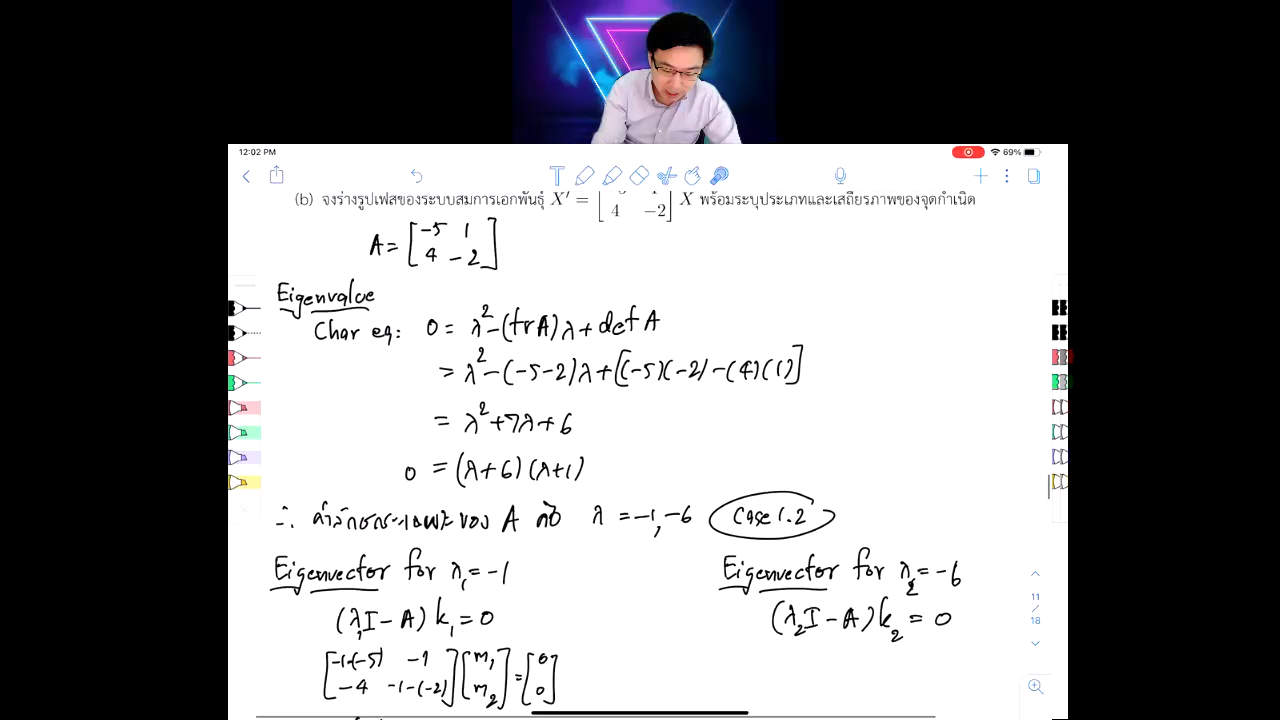 12:02 PM
69%
T
(b) จงร่างรูปเฟสของระบบสมการเอกพันธุ์ X' = [ 4 -2 ] X พร้อมระบุประเภทและเสถียรภาพของจุดกำเนิด
A = [ -5 1
4 -2 ]
Eigenvalue
Char eq: 0 = λ² - (tr A) λ + det A
= λ² - (-5-2) λ + [(-5)(-2) - (4)(1)]
= λ² + 7λ + 6
0 = (λ+6)(λ+1)
∴ ค่าลักษณะเฉพาะของ A คือ λ = -1, -6 Case 1.2
Eigenvector for λ₁ = -1
(λ₁I - A) k₁ = 0
[ -1-(-5) -1
-4 -1-(-2) ] [ m₁
m₂ ] = [ 0
0 ]
Eigenvector for λ₂ = -6
(λ₂I - A) k₂ = 0
11
/
18